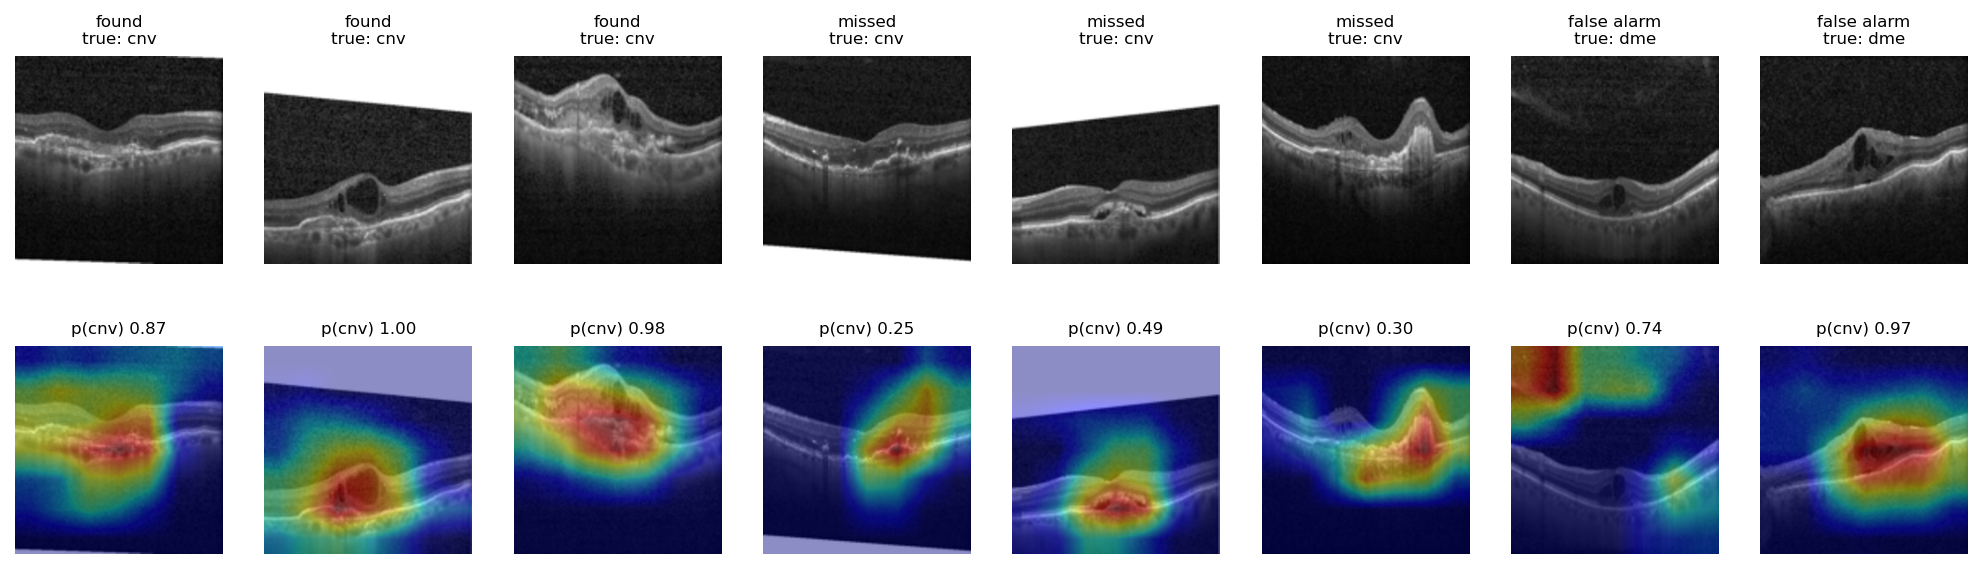 found
true: cnv
found
true: cnv
found
true: cnv
missed
true: cnv
missed
true: cnv
missed
true: cnv
false alarm
true: dme
false alarm
true: dme
p(cnv) 0.87
p(cnv) 1.00
p(cnv) 0.98
p(cnv) 0.25
p(cnv) 0.49
p(cnv) 0.30
p(cnv) 0.74
p(cnv) 0.97